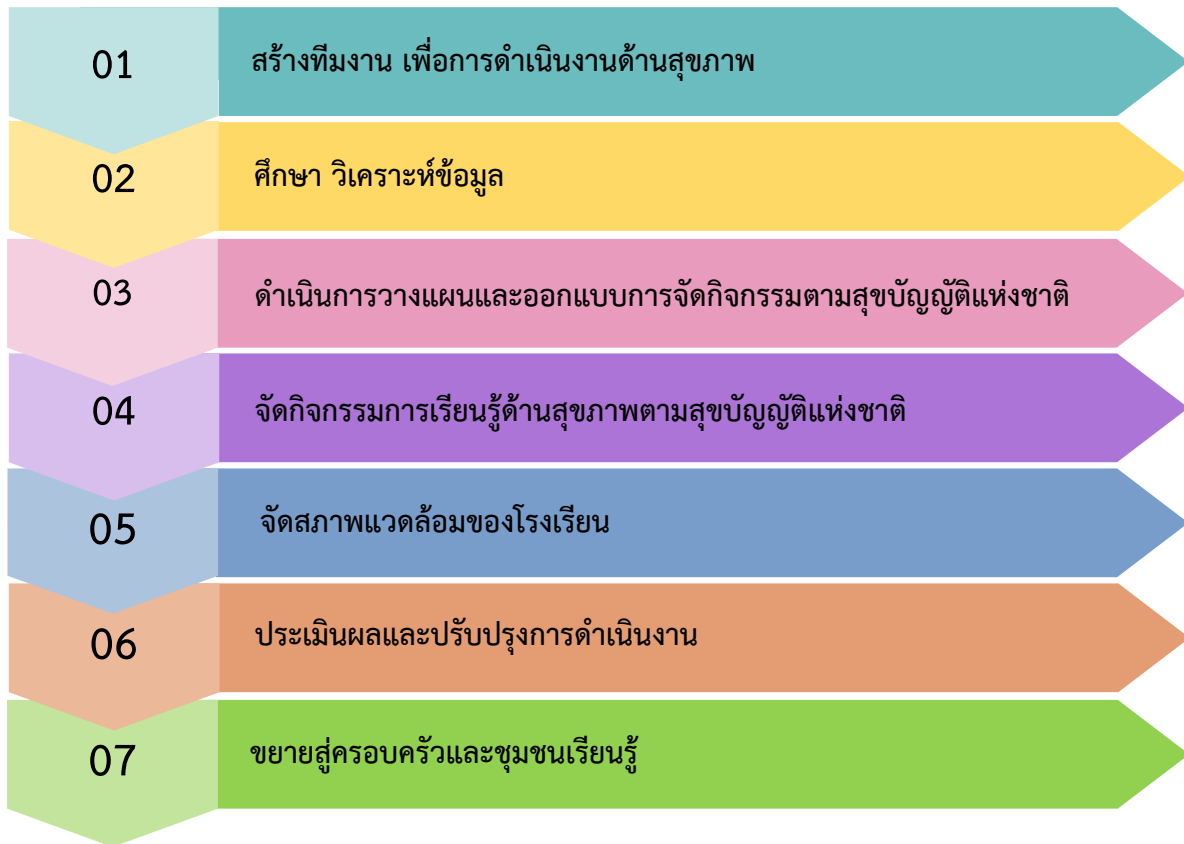 01
สร้างทีมงาน เพื่อการดำเนินงานด้านสุขภาพ
02
ศึกษา วิเคราะห์ข้อมูล
03
ดำเนินการวางแผนและออกแบบการจัดกิจกรรมตามสุขบัญญัติแห่งชาติ
04
จัดกิจกรรมการเรียนรู้ด้านสุขภาพตามสุขบัญญัติแห่งชาติ
05
จัดสภาพแวดล้อมของโรงเรียน
06
ประเมินผลและปรับปรุงการดำเนินงาน
07
ขยายสู่ครอบครัวและชุมชนเรียนรู้